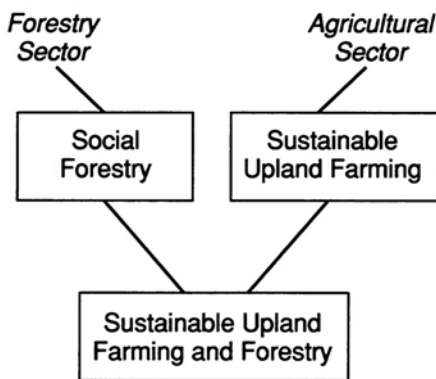 Forestry
Sector
Agricultural
Sector
Social
Forestry
Sustainable
Upland Farming
Sustainable Upland
Farming and Forestry